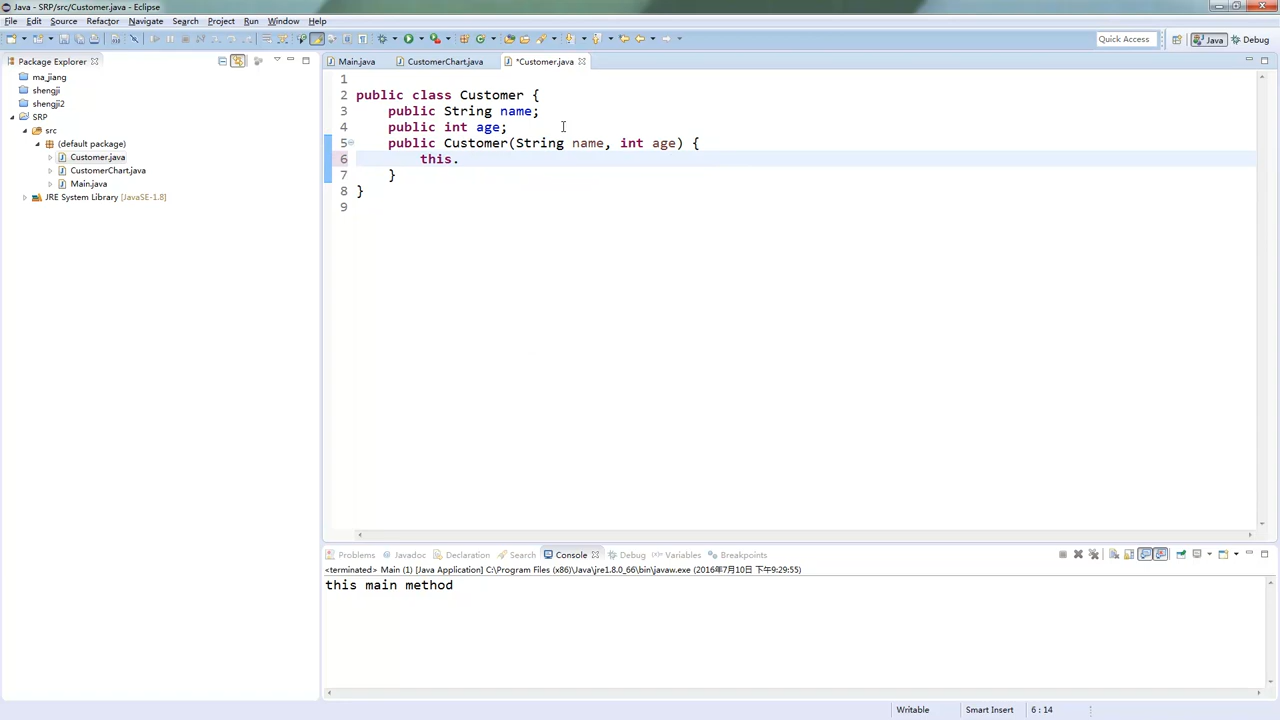 Java - SRP/src/Customer.java - Eclipse
File Edit Source Refactor Navigate Search Project Run Window Help
Quick Access Java Debug
Package Explorer
ma_jiang
shengji
shengji2
SRP
src
(default package)
Customer.java
CustomerChart.java
Main.java
JRE System Library [JavaSE-1.8]
Main.java CustomerChart.java *Customer.java
1
2 public class Customer {
3 public String name;
4 public int age;
5 public Customer(String name, int age) {
6 this.
7 }
8 }
9
Problems Javadoc Declaration Search Console Debug Variables Breakpoints
<terminated> Main (1) [Java Application] C:\Program Files (x86)\Java\jre1.8.0_66\bin\javaw.exe (2016年7月10日 下午9:29:55)
this main method
Writable Smart Insert 6 : 14